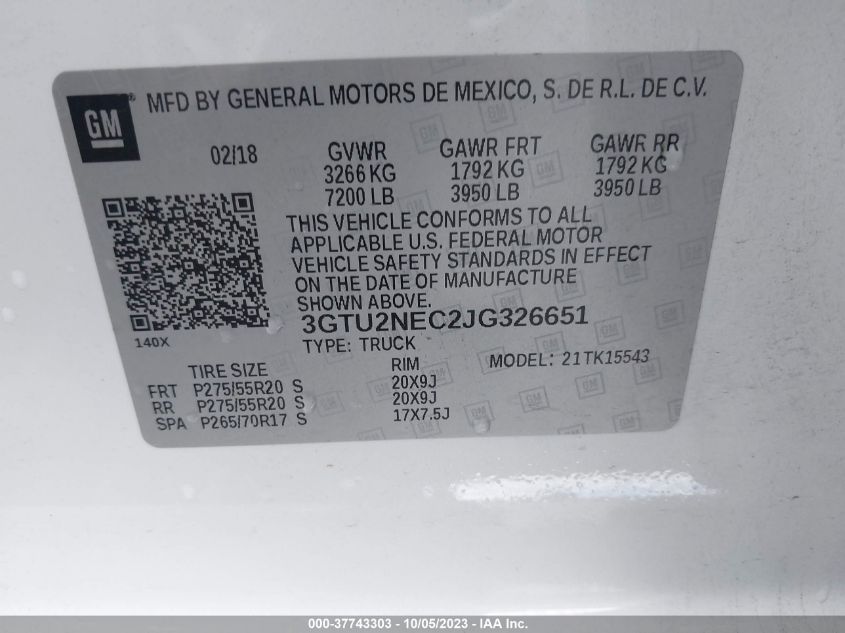 GM ® MFD BY GENERAL MOTORS DE MEXICO, S. DE R.L. DE C.V.
02/18 GVWR GAWR FRT GAWR RR
3266 KG 1792 KG 1792 KG
7200 LB 3950 LB 3950 LB
THIS VEHICLE CONFORMS TO ALL
APPLICABLE U.S. FEDERAL MOTOR
VEHICLE SAFETY STANDARDS IN EFFECT
ON THE DATE OF MANUFACTURE
SHOWN ABOVE.
3GTU2NEC2JG326651
140X
TYPE: TRUCK MODEL: 21TK15543
TIRE SIZE RIM
FRT P275/55R20 S 20X9J
RR P275/55R20 S 20X9J
SPA P265/70R17 S 17X7.5J
000-37743303 - 10/05/2023 - IAA Inc.